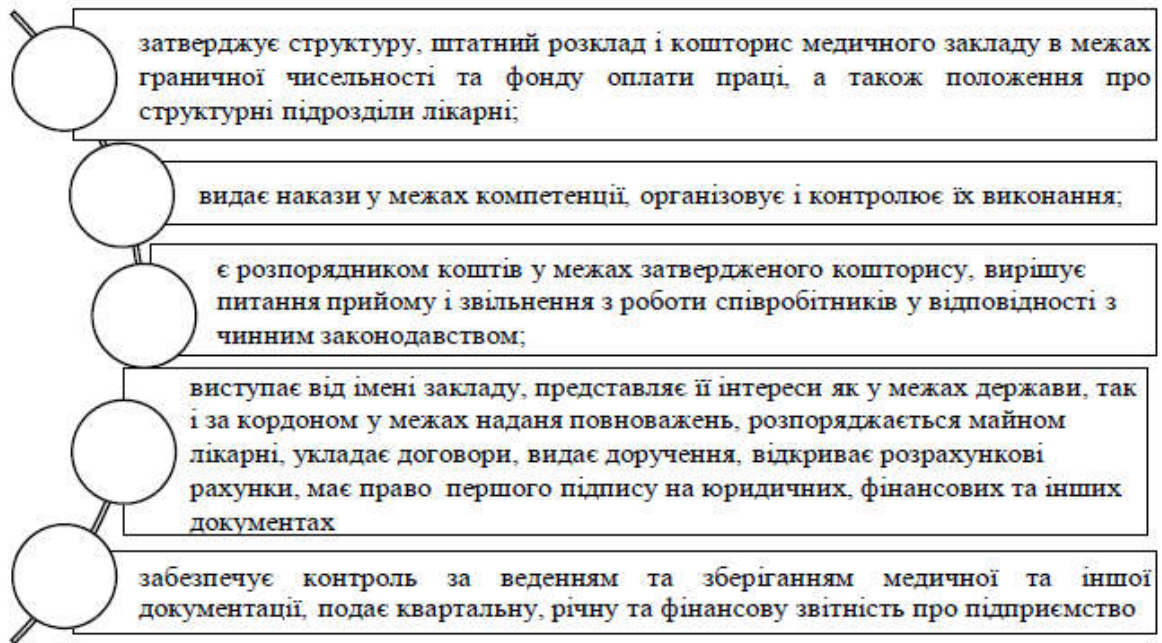 затверджує структуру, штатний розклад і кошторис медичного закладу в межах
граничної чисельності та фонду оплати праці, а також положення про
структурні підрозділи лікарні;
видає накази у межах компетенції, організовує і контролює їх виконання;
є розпорядником коштів у межах затвердженого кошторису, вирішує
питання прийому і звільнення з роботи співробітників у відповідності з
чинним законодавством;
виступає від імені закладу, представляє її інтереси як у межах держави, так
і за кордоном у межах наданя повноважень, розпоряджається майном
лікарні, укладає договори, видає доручення, відкриває розрахункові
рахунки, має право першого підпису на юридичних, фінансових та інших
документах
забезпечує контроль за веденням та зберіганням медичної та іншої
документації, подає квартальну, річну та фінансову звітність про підприємство